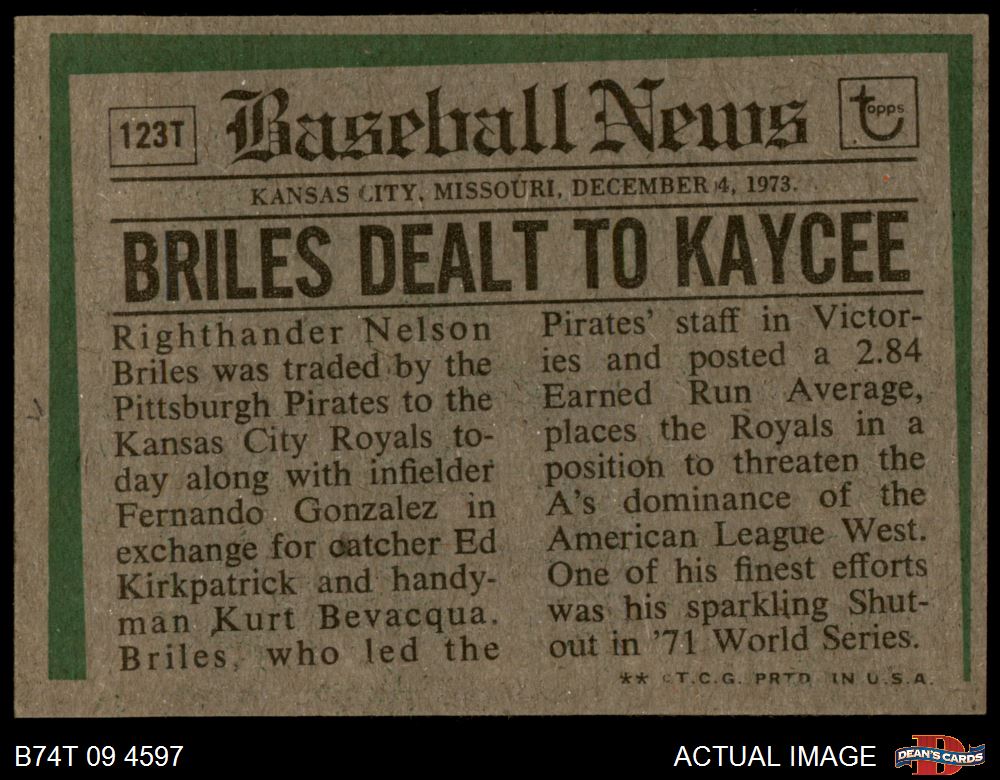 123T
Baseball News
Topps
KANSAS CITY, MISSOURI, DECEMBER 4, 1973.
BRILES DEALT TO KAYCEE
Righthander Nelson
Briles was traded by the
Pittsburgh Pirates to the
Kansas City Royals to-
day along with infielder
Fernando Gonzalez in
exchange for catcher Ed
Kirkpatrick and handy-
man Kurt Bevacqua.
Briles, who led the
Pirates' staff in Victor-
ies and posted a 2.84
Earned Run Average,
places the Royals in a
position to threaten the
A's dominance of the
American League West.
One of his finest efforts
was his sparkling Shut-
out in '71 World Series.
** ©T.C.G. PRTD. IN U.S.A.
B74T 09 4597
ACTUAL IMAGE
D
DEAN'S CARDS